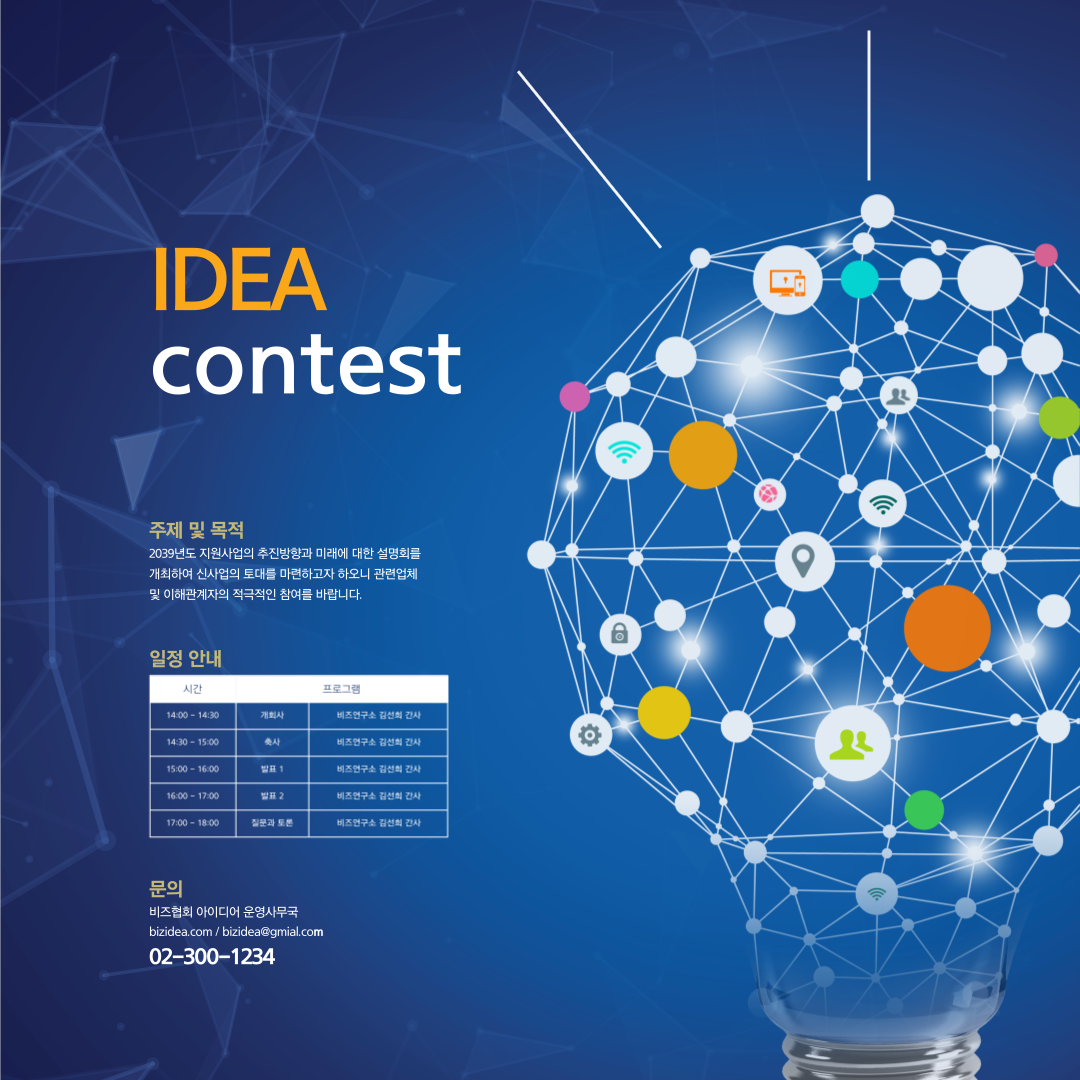 IDEA
contest
주제 및 목적
2039년도 지원사업의 추진방향과 미래에 대한 설명회를
개최하여 신사업의 토대를 마련하고자 하오니 관련업체
및 이해관계자의 적극적인 참여를 바랍니다.
일정 안내
시간 프로그램
14:00 - 14:30 개회사 비즈연구소 김선희 간사
14:30 - 15:00 축사 비즈연구소 김선희 간사
15:00 - 16:00 발표 1 비즈연구소 김선희 간사
16:00 - 17:00 발표 2 비즈연구소 김선희 간사
17:00 - 18:00 질문과 토론 비즈연구소 김선희 간사
문의
비즈협회 아이디어 운영사무국
bizidea.com / bizidea@gmial.com
02-300-1234